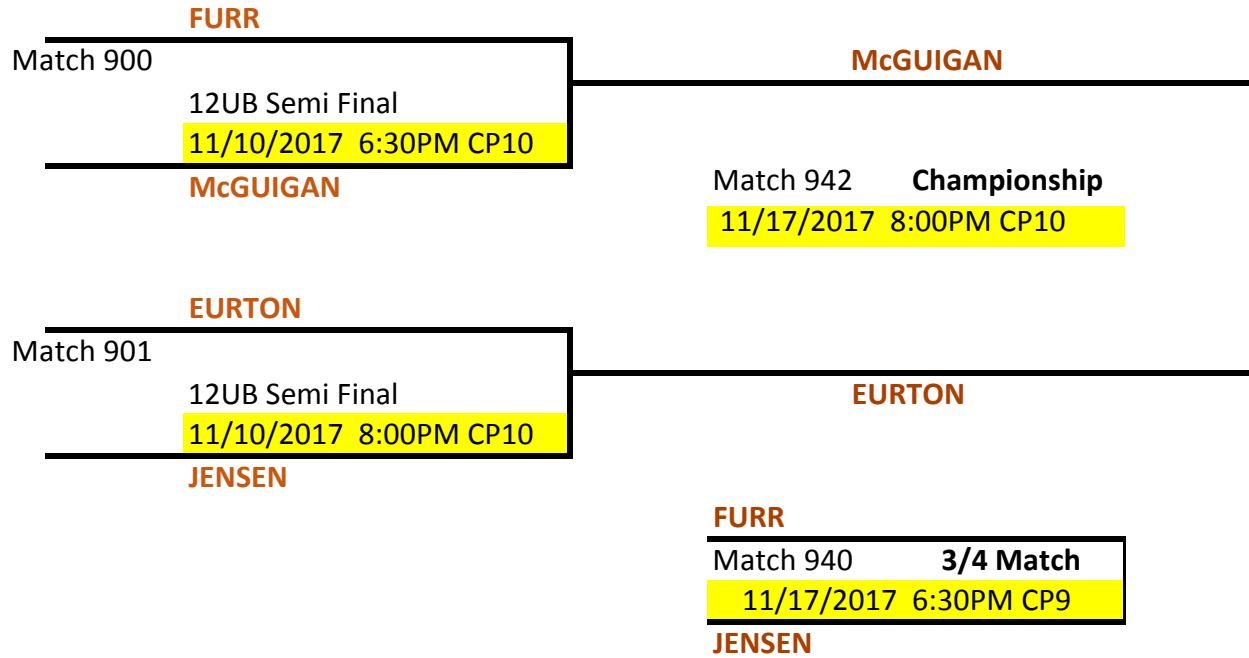 FURR
Match 900
McGUIGAN
12UB Semi Final
11/10/2017 6:30PM CP10
McGUIGAN
Match 942 Championship
11/17/2017 8:00PM CP10
EURTON
Match 901
12UB Semi Final
EURTON
11/10/2017 8:00PM CP10
JENSEN
FURR
Match 940 3/4 Match
11/17/2017 6:30PM CP9
JENSEN